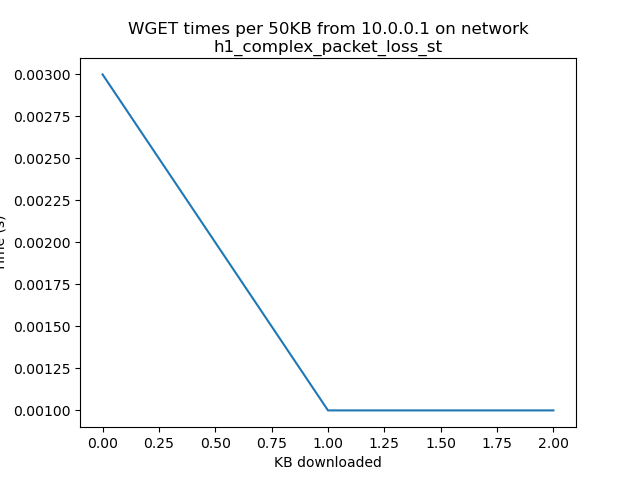 WGET times per 50KB from 10.0.0.1 on network
h1_complex_packet_loss_st
0.00300
0.00275
0.00250
0.00225
0.00200
0.00175
0.00150
0.00125
0.00100
Time (s)
0.00 0.25 0.50 0.75 1.00 1.25 1.50 1.75 2.00
KB downloaded